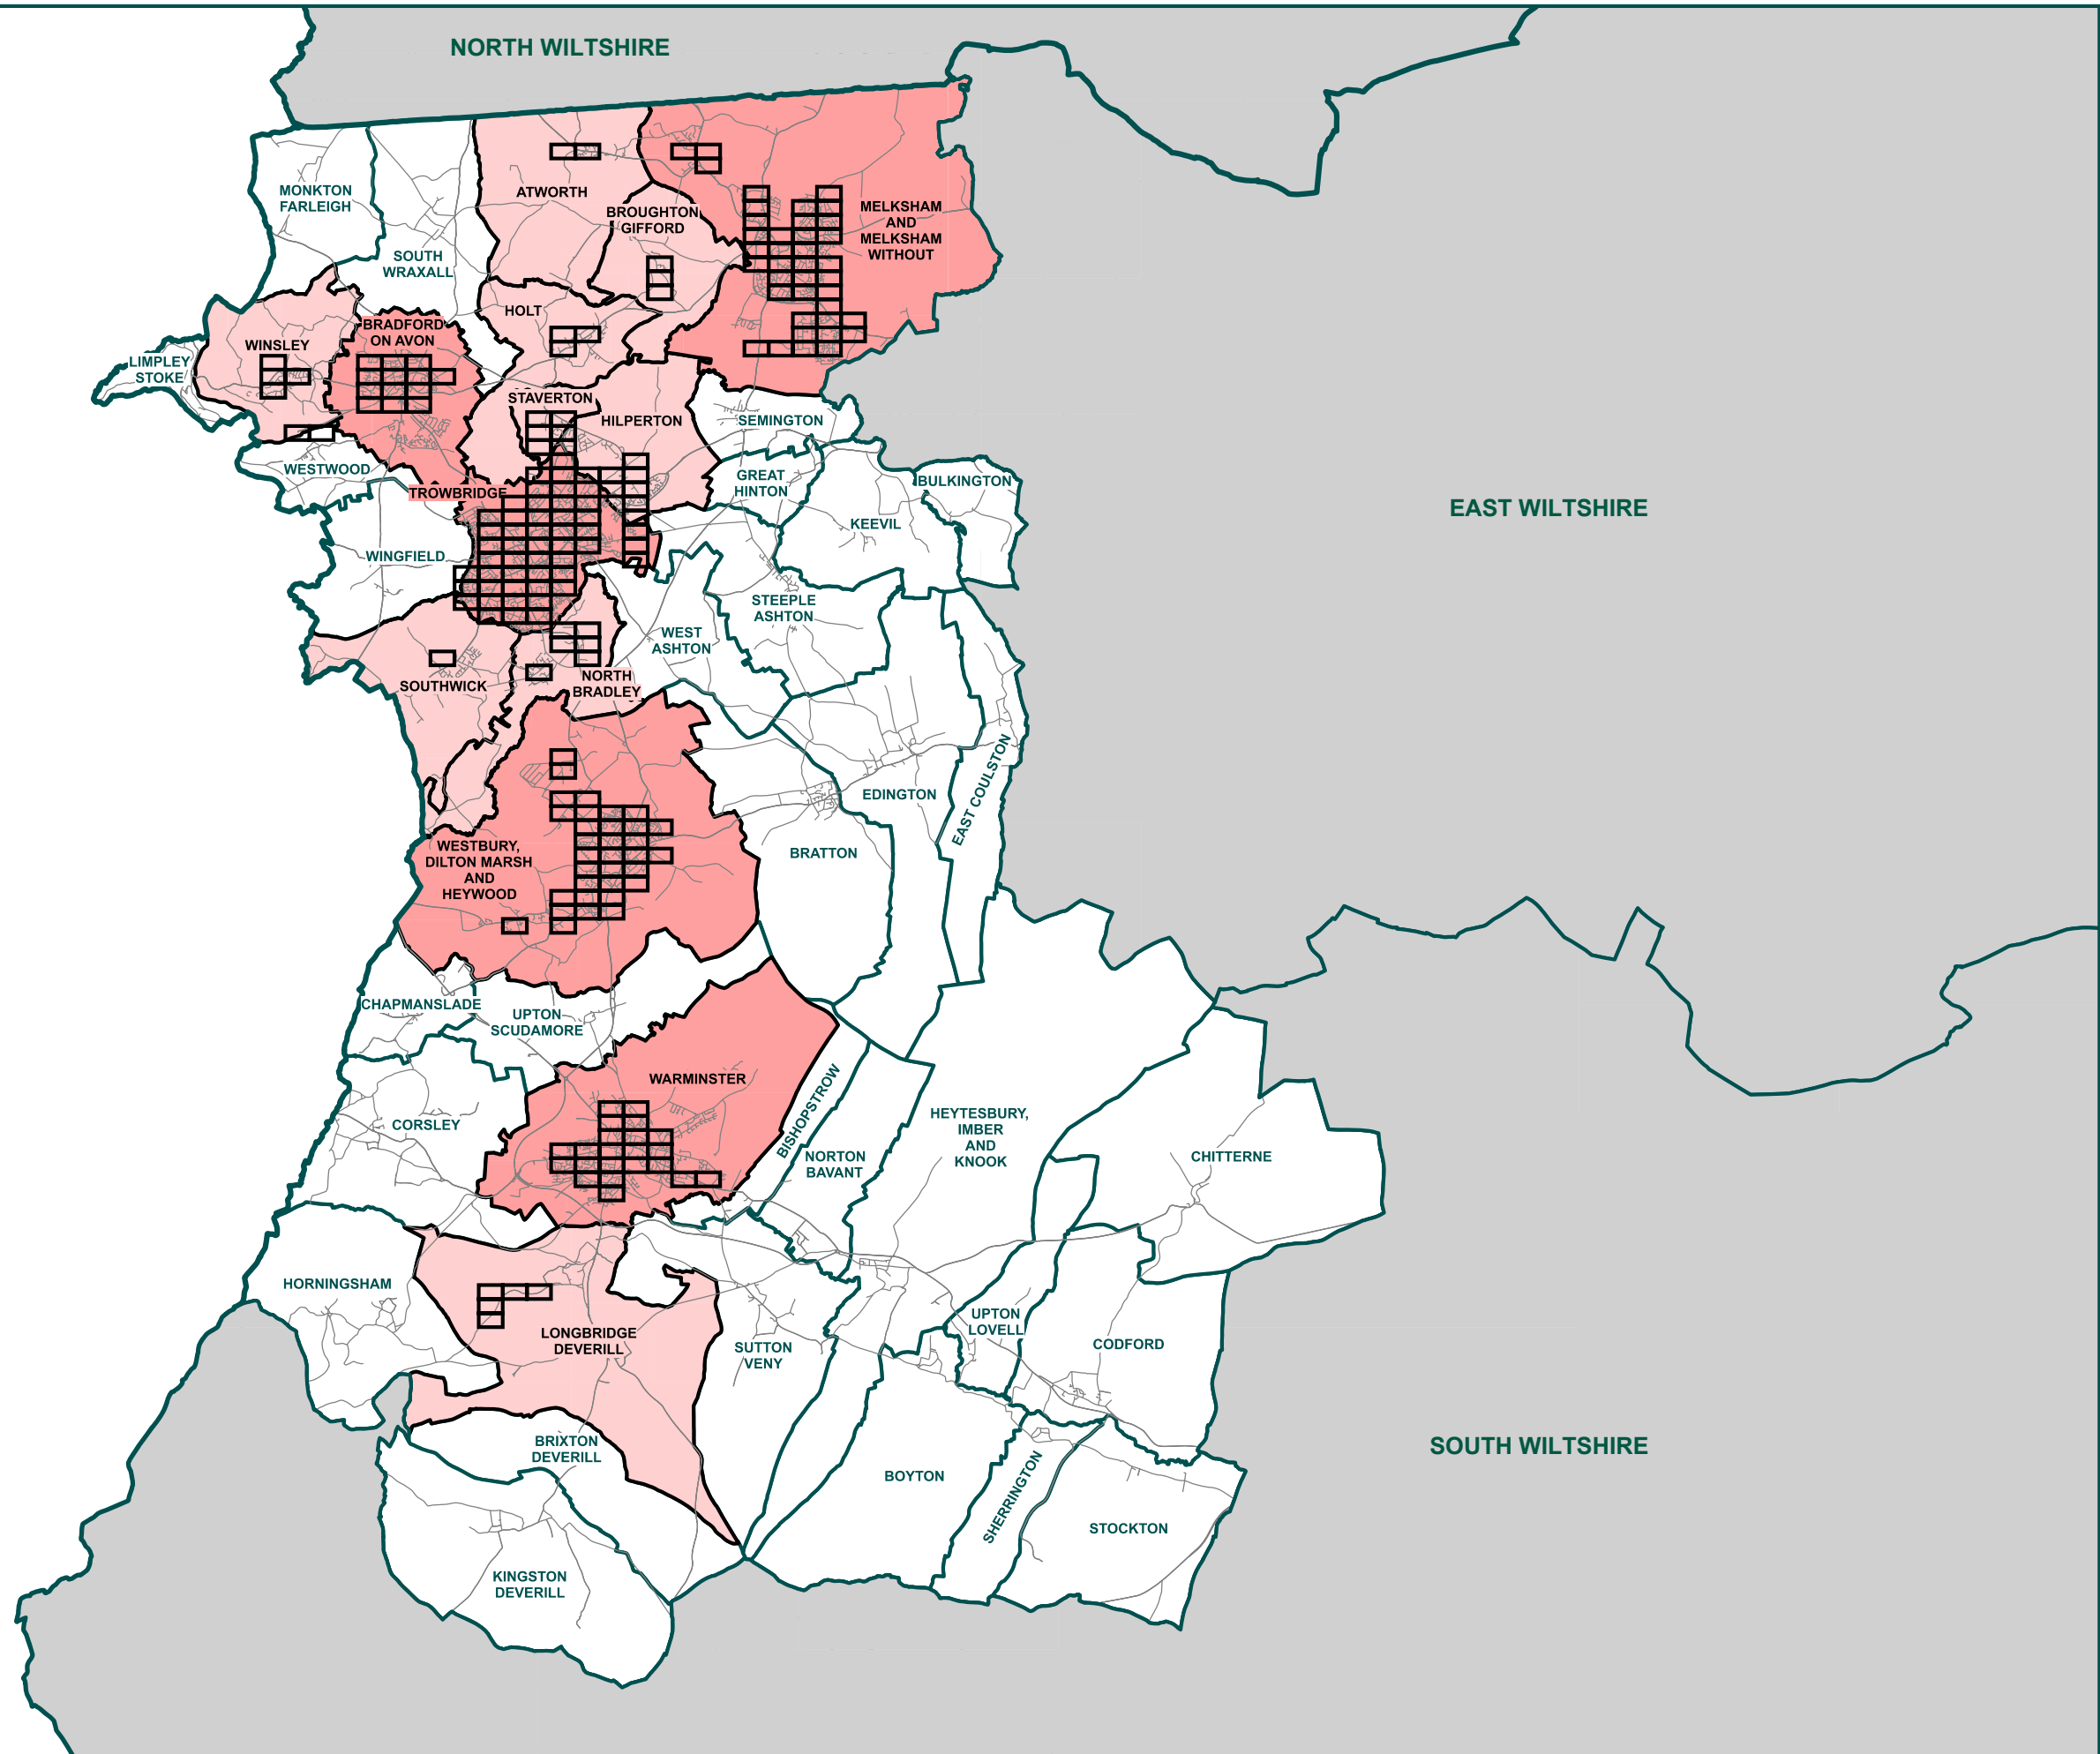 NORTH WILTSHIRE
MONKTON
FARLEIGH
ATWORTH
BROUGHTON
GIFFORD
MELKSHAM
AND
MELKSHAM
WITHOUT
SOUTH
WRAXALL
HOLT
BRADFORD
ON AVON
WINSLEY
LIMPLEY
STOKE
STAVERTON
HILPERTON
SEMINGTON
WESTWOOD
TROWBRIDGE
GREAT
HINTON
BULKINGTON
KEEVIL
EAST WILTSHIRE
WINGFIELD
STEEPLE
ASHTON
WEST
ASHTON
SOUTHWICK
NORTH
BRADLEY
EDINGTON
EAST COULSTON
WESTBURY,
DILTON MARSH
AND
HEYWOOD
BRATTON
CHAPMANSLADE
UPTON
SCUDAMORE
WARMINSTER
BISHOPSTROW
CORSLEY
NORTON
BAVANT
HEYTESBURY,
IMBER
AND
KNOOK
CHITTERNE
HORNINGSHAM
LONGBRIDGE
DEVERILL
SUTTON
VENY
UPTON
LOVELL
CODFORD
BRIXTON
DEVERILL
BOYTON
SHERRINGTON
STOCKTON
SOUTH WILTSHIRE
KINGSTON
DEVERILL